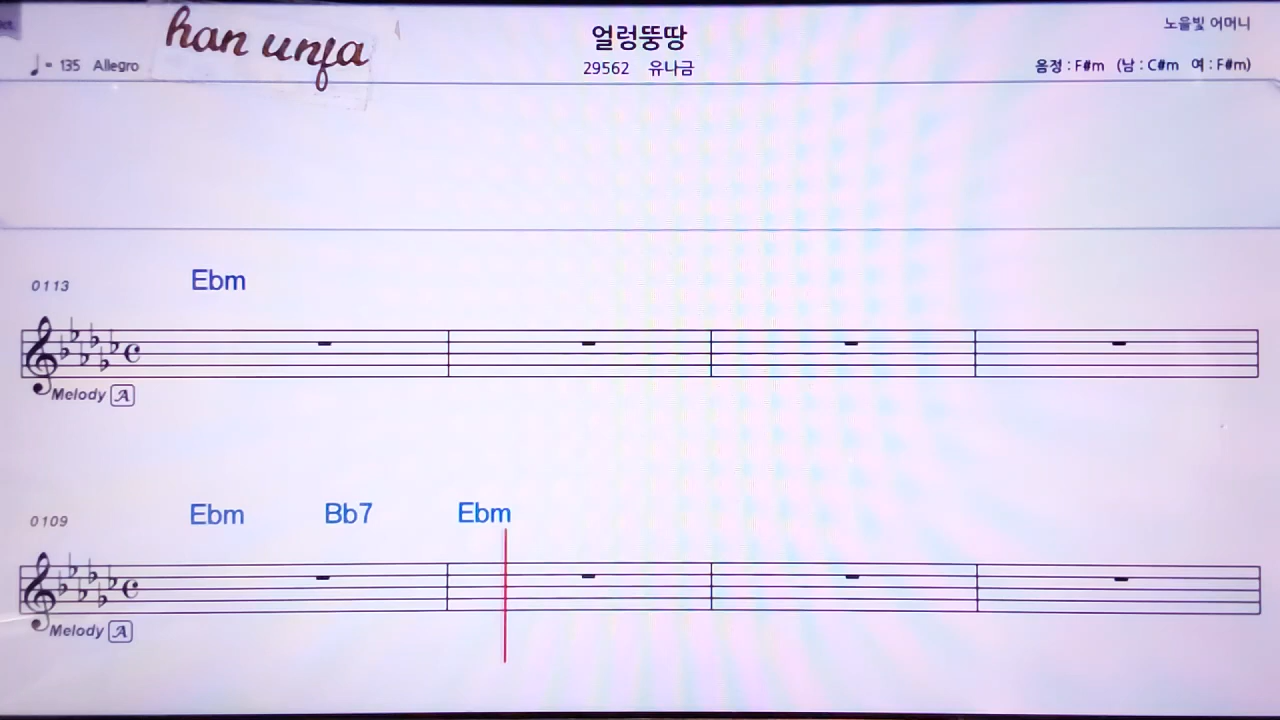 han unfa
얼렁뚱땅
노을빛 어머니
♩= 135 Allegro
29562 유나금
음정 : F#m (남 : C#m 여 : F#m)
0113
Ebm
Melody A
0109
Ebm Bb7 Ebm
Melody A